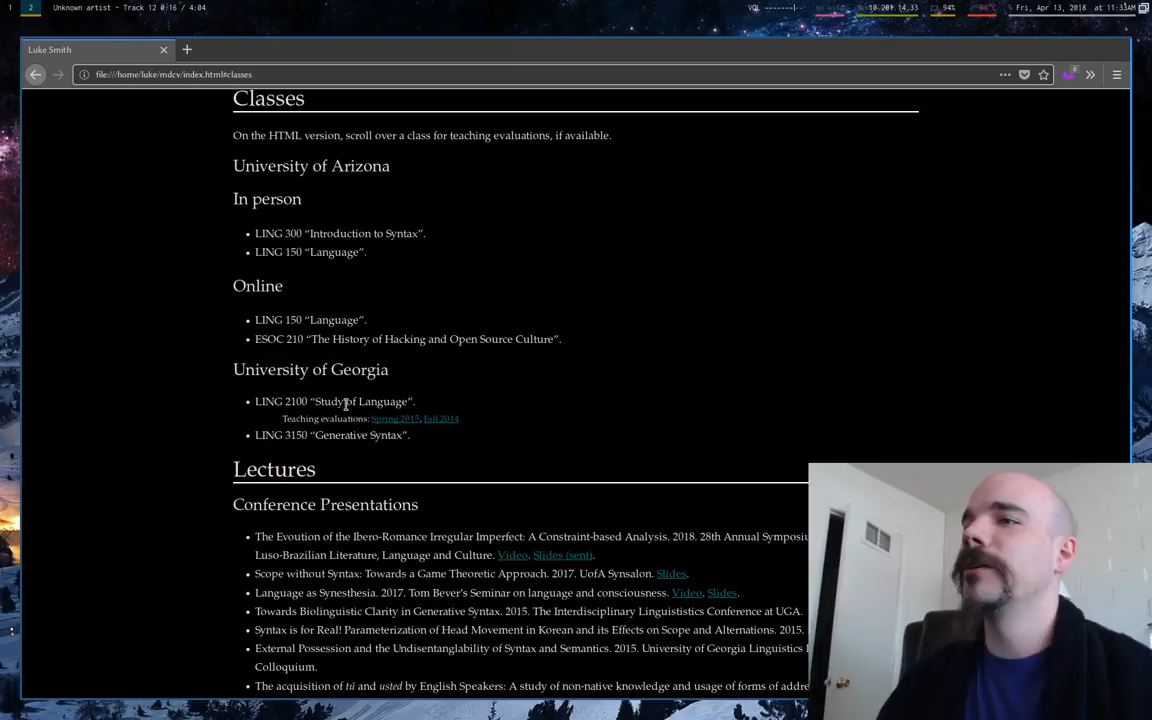 1 2 Unknown artist - Track 12 0:16 / 4:04 VOL 94% Fri, Apr 13, 2018 at 11:33AM
Luke Smith
file:///home/luke/mdcv/index.html#classes
Classes
On the HTML version, scroll over a class for teaching evaluations, if available.
University of Arizona
In person
• LING 300 “Introduction to Syntax”.
• LING 150 “Language”.
Online
• LING 150 “Language”.
• ESOC 210 “The History of Hacking and Open Source Culture”.
University of Georgia
• LING 2100 “Study of Language”.
Teaching evaluations: Spring 2015, Fall 2014
• LING 3150 “Generative Syntax”.
Lectures
Conference Presentations
• The Evoution of the Ibero-Romance Irregular Imperfect: A Constraint-based Analysis. 2018. 28th Annual Symposiu
Luso-Brazilian Literature, Language and Culture. Video. Slides (sent).
• Scope without Syntax: Towards a Game Theoretic Approach. 2017. UofA Synsalon. Slides.
• Language as Synesthesia. 2017. Tom Bever's Seminar on language and consciousness. Video. Slides.
• Towards Biolinguistic Clarity in Generative Syntax. 2015. The Interdisciplinary Linguististics Conference at UGA.
• Syntax is for Real! Parameterization of Head Movement in Korean and its Effects on Scope and Alternations. 2015.
• External Possession and the Undisentanglability of Syntax and Semantics. 2015. University of Georgia Linguistics
Colloquium.
• The acquisition of tú and usted by English Speakers: A study of non-native knowledge and usage of forms of addre